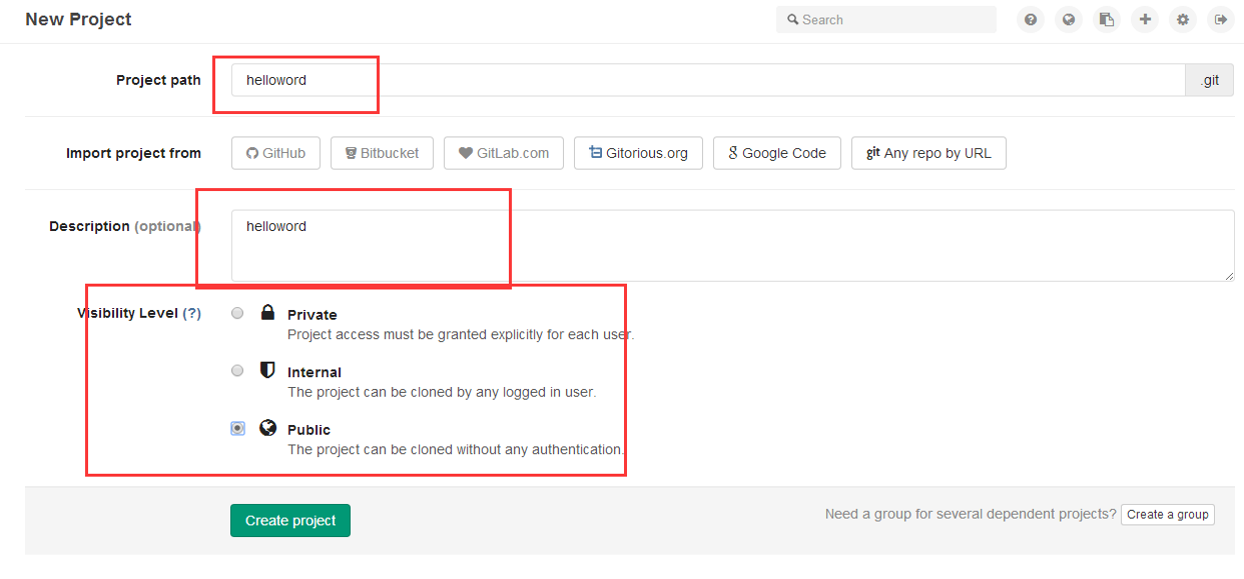 New Project
Search
Project path
helloword
.git
Import project from
GitHub
Bitbucket
GitLab.com
Gitorious.org
Google Code
git Any repo by URL
Description (optional)
helloword
Visibility Level (?)
Private
Project access must be granted explicitly for each user.
Internal
The project can be cloned by any logged in user.
Public
The project can be cloned without any authentication.
Create project
Need a group for several dependent projects?
Create a group